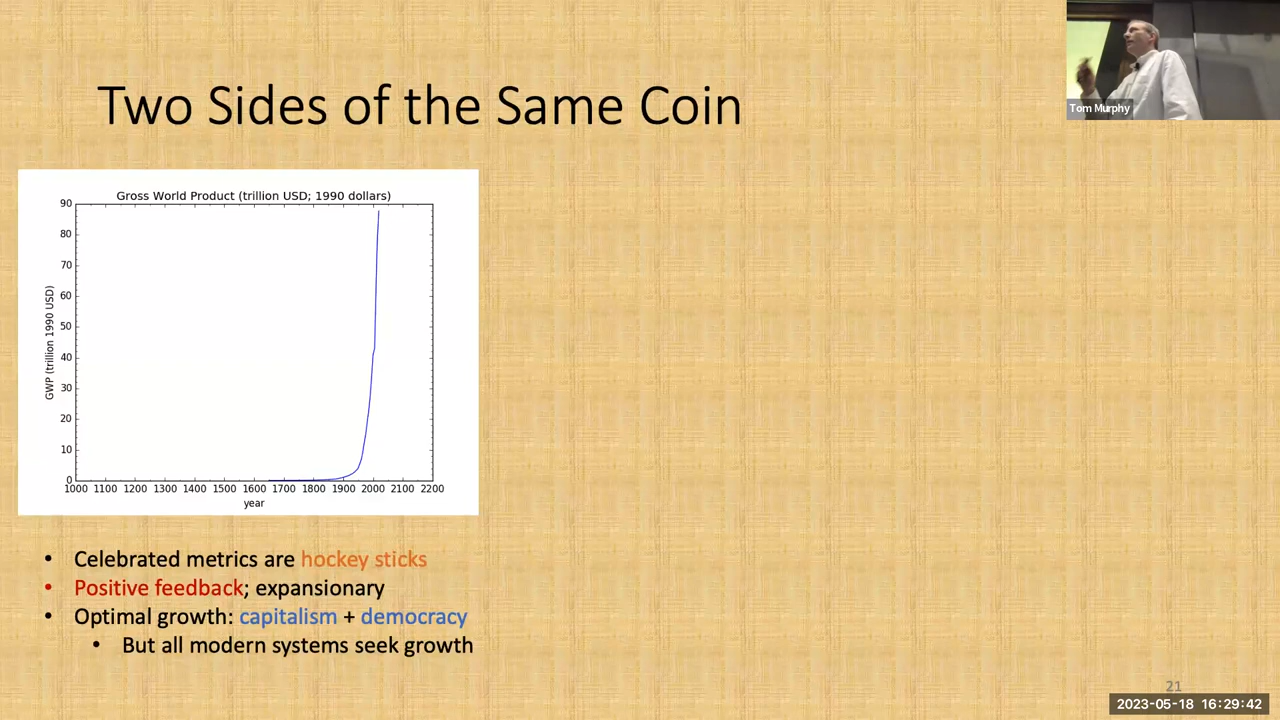 Two Sides of the Same Coin
Tom Murphy
Gross World Product (trillion USD; 1990 dollars)
GWP (trillion 1990 USD)
90
80
70
60
50
40
30
20
10
0
1000 1100 1200 1300 1400 1500 1600 1700 1800 1900 2000 2100 2200
year
• Celebrated metrics are hockey sticks
• Positive feedback; expansionary
• Optimal growth: capitalism + democracy
• But all modern systems seek growth
21
2023-05-18 16:29:42